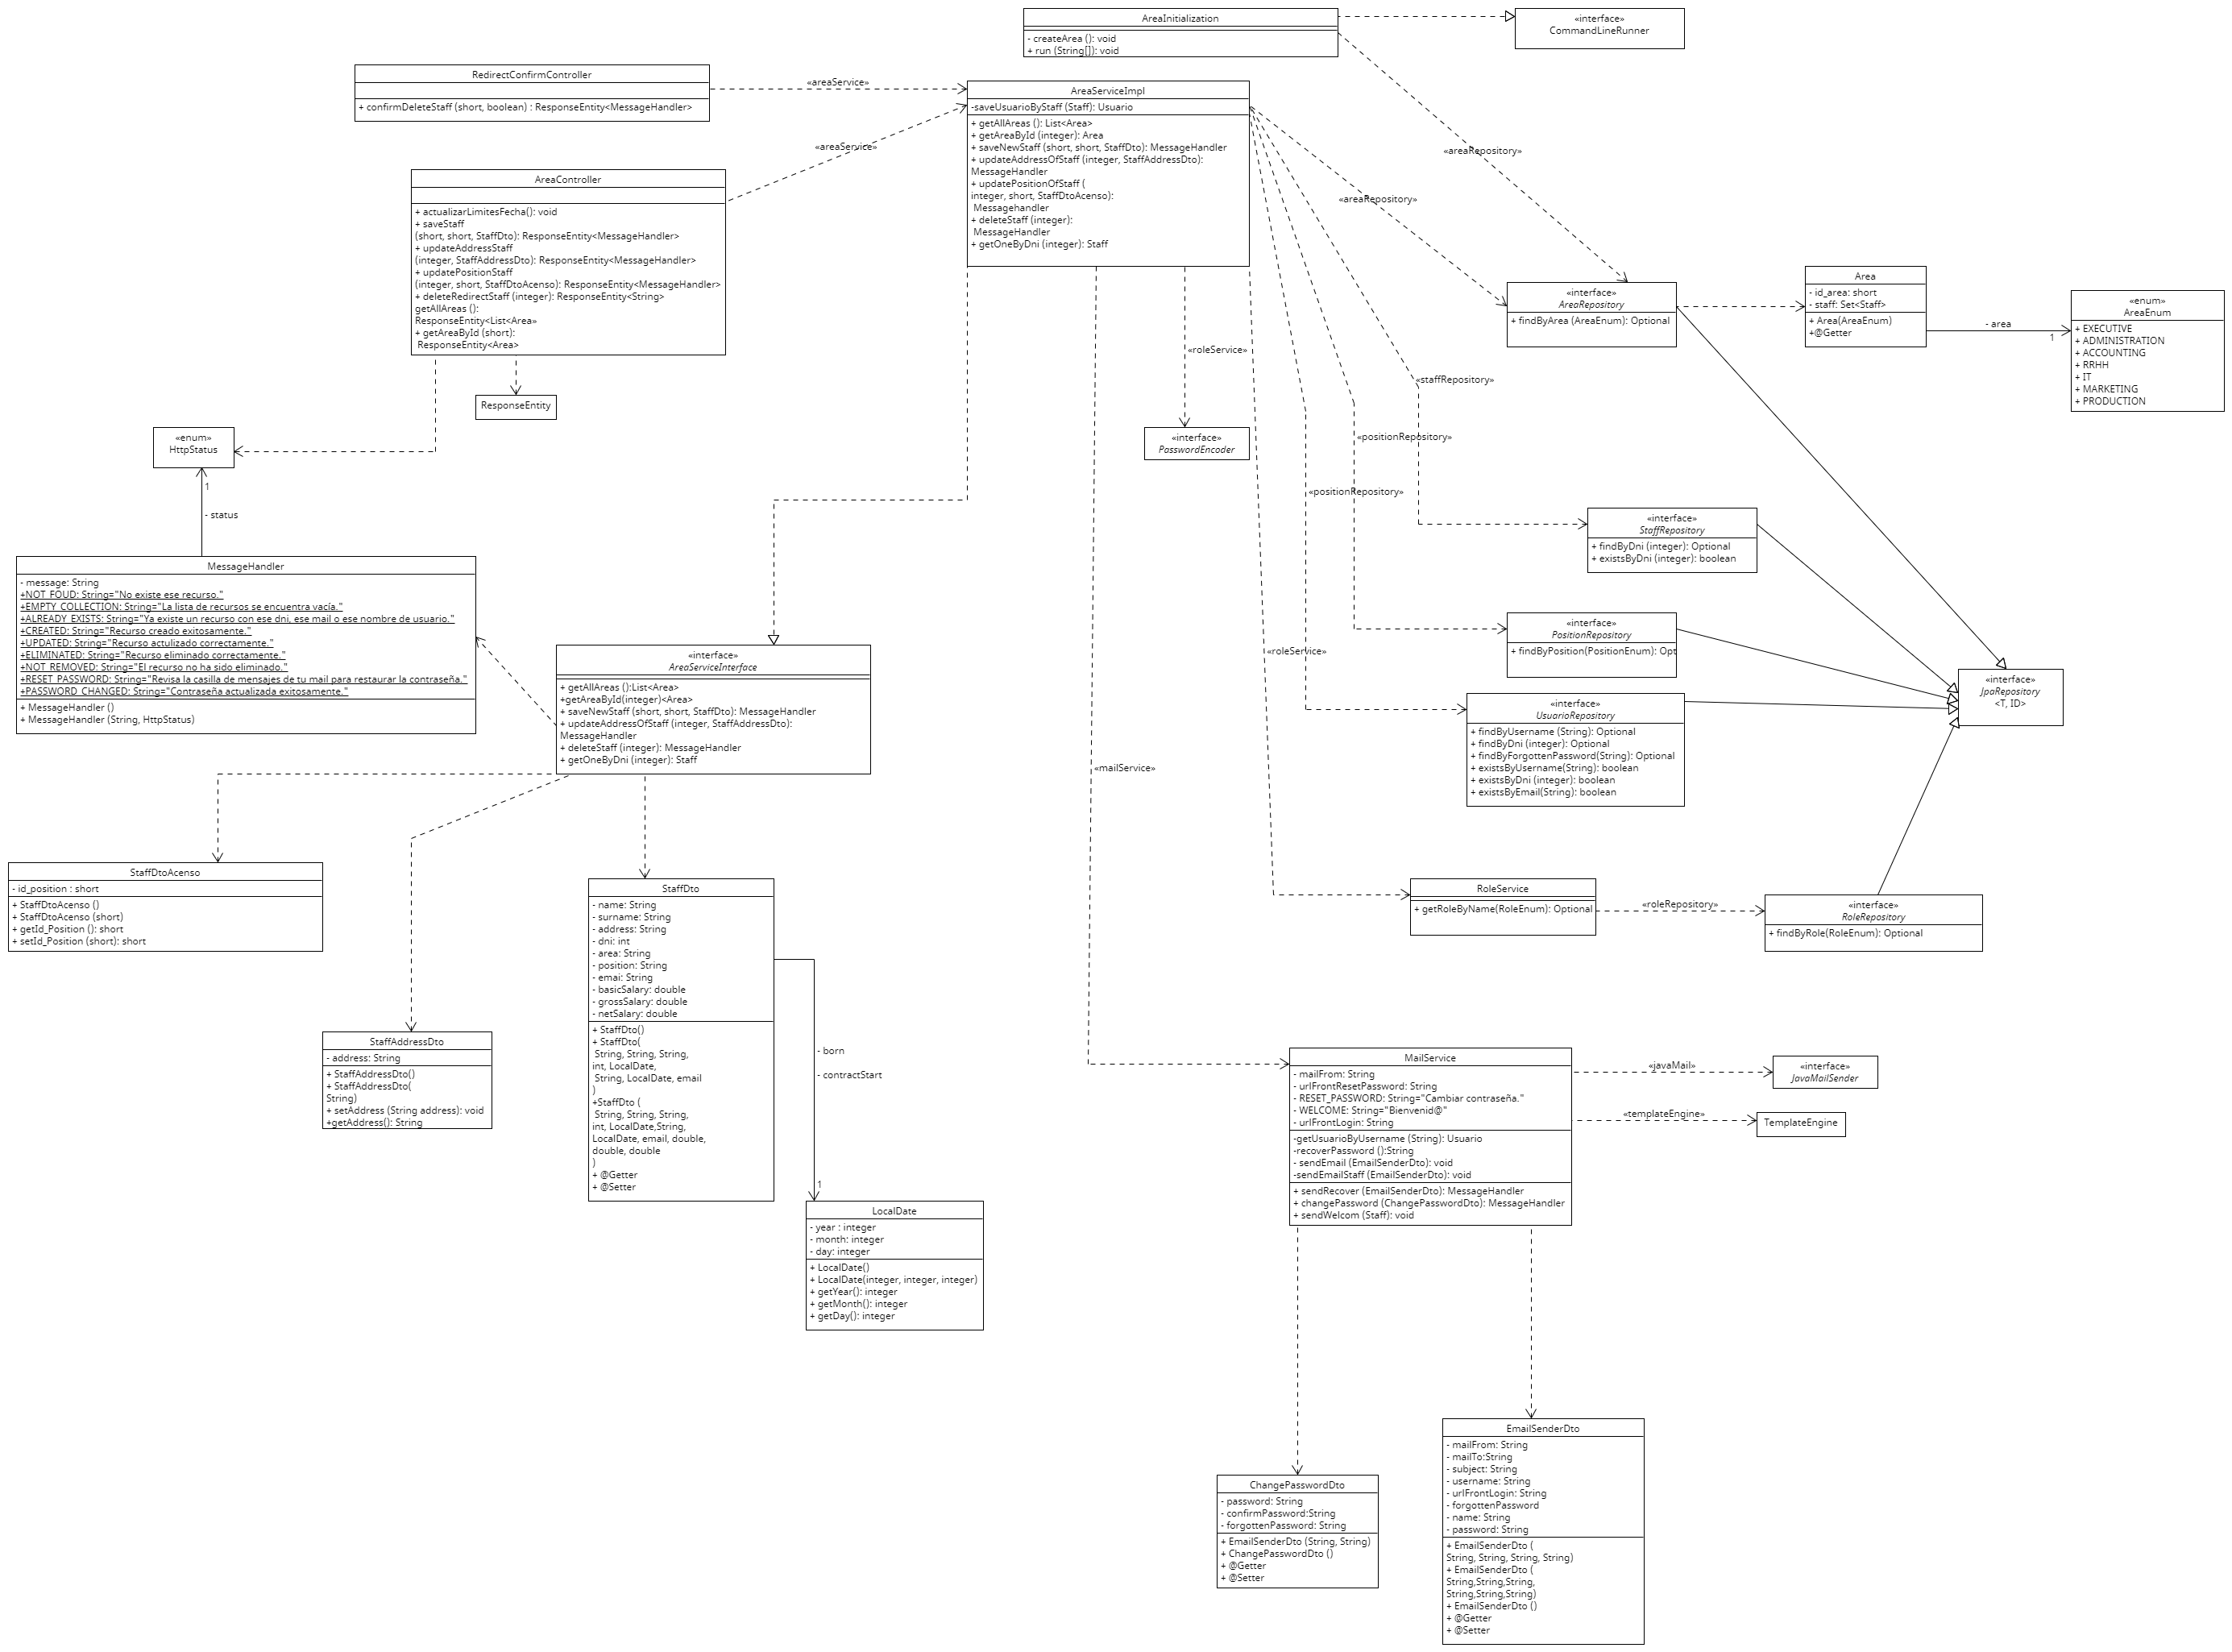 AreaInitialization
- createArea (): void
+ run (String[]): void
«interface»
CommandLineRunner
RedirectConfirmController
+ confirmDeleteStaff (short, boolean) : ResponseEntity<MessageHandler>
«areaService»
AreaServiceImpl
-saveUsuarioByStaff (Staff): Usuario
+ getAllAreas (): List<Area>
+ getAreaById (integer): Area
+ saveNewStaff (short, short, StaffDto): MessageHandler
+ updateAddressOfStaff (integer, StaffAddressDto):
MessageHandler
+ updatePositionOfStaff (
integer, short, StaffDtoAcenso):
Messagehandler
+ deleteStaff (integer):
MessageHandler
+ getOneByDni (integer): Staff
«areaService»
«areaRepository»
«areaRepository»
AreaController
+ actualizarLimitesFecha(): void
+ saveStaff
(short, short, StaffDto): ResponseEntity<MessageHandler>
+ updateAddressStaff
(integer, StaffAddressDto): ResponseEntity<MessageHandler>
+ updatePositionStaff
(integer, short, StaffDtoAcenso): ResponseEntity<MessageHandler>
+ deleteRedirectStaff (integer): ResponseEntity<String>
getAllAreas ():
ResponseEntity<List<Area»
+ getAreaById (short):
ResponseEntity<Area>
ResponseEntity
«interface»
AreaRepository
+ findByArea (AreaEnum): Optional
Area
- id_area: short
- staff: Set<Staff>
+ Area(AreaEnum)
+@Getter
- area
1
«enum»
AreaEnum
+ EXECUTIVE
+ ADMINISTRATION
+ ACCOUNTING
+ RRHH
+ IT
+ MARKETING
+ PRODUCTION
«roleService»
«staffRepository»
«positionRepository»
«positionRepository»
«roleService»
«mailService»
«interface»
PasswordEncoder
«enum»
HttpStatus
1
- status
«interface»
StaffRepository
+ findByDni (integer): Optional
+ existsByDni (integer): boolean
MessageHandler
- message: String
+NOT_FOUD: String="No existe ese recurso."
+EMPTY_COLLECTION: String="La lista de recursos se encuentra vacía."
+ALREADY_EXISTS: String="Ya existe un recurso con ese dni, ese mail o ese nombre de usuario."
+CREATED: String="Recurso creado exitosamente."
+UPDATED: String="Recurso actulizado correctamente."
+ELIMINATED: String="Recurso eliminado correctamente."
+NOT_REMOVED: String="El recurso no ha sido eliminado."
+RESET_PASSWORD: String="Revisa la casilla de mensajes de tu mail para restaurar la contraseña."
+PASSWORD_CHANGED: String="Contraseña actualizada exitosamente."
+ MessageHandler ()
+ MessageHandler (String, HttpStatus)
«interface»
AreaServiceInterface
+ getAllAreas ():List<Area>
+getAreaById(integer)<Area>
+ saveNewStaff (short, short, StaffDto): MessageHandler
+ updateAddressOfStaff (integer, StaffAddressDto):
MessageHandler
+ deleteStaff (integer): MessageHandler
+ getOneByDni (integer): Staff
«interface»
PositionRepository
+ findByPosition(PositionEnum): Opt
«interface»
UsuarioRepository
+ findByUsername (String): Optional
+ findByDni (integer): Optional
+ findByForgottenPassword(String): Optional
+ existsByUsername(String): boolean
+ existsByDni (integer): boolean
+ existsByEmail(String): boolean
«interface»
JpaRepository
<T, ID>
StaffDtoAcenso
- id_position : short
+ StaffDtoAcenso ()
+ StaffDtoAcenso (short)
+ getId_Position (): short
+ setId_Position (short): short
StaffAddressDto
- address: String
+ StaffAddressDto()
+ StaffAddressDto(
String)
+ setAddress (String address): void
+getAddress(): String
StaffDto
- name: String
- surname: String
- address: String
- dni: int
- area: String
- position: String
- emai: String
- basicSalary: double
- grossSalary: double
- netSalary: double
+ StaffDto()
+ StaffDto(
String, String, String,
int, LocalDate,
String, LocalDate, email
)
+StaffDto (
String, String, String,
int, LocalDate,String,
LocalDate, email, double,
double, double
)
+ @Getter
+ @Setter
- born
- contractStart
1
LocalDate
- year : integer
- month: integer
- day: integer
+ LocalDate()
+ LocalDate(integer, integer, integer)
+ getYear(): integer
+ getMonth(): integer
+ getDay(): integer
RoleService
+ getRoleByName(RoleEnum): Optional
«roleRepository»
«interface»
RoleRepository
+ findByRole(RoleEnum): Optional
MailService
- mailFrom: String
- urlFrontResetPassword: String
- RESET_PASSWORD: String="Cambiar contraseña."
- WELCOME: String="Bienvenid@"
- urlFrontLogin: String
-getUsuarioByUsername (String): Usuario
-recoverPassword ():String
- sendEmail (EmailSenderDto): void
-sendEmailStaff (EmailSenderDto): void
+ sendRecover (EmailSenderDto): MessageHandler
+ changePassword (ChangePasswordDto): MessageHandler
+ sendWelcom (Staff): void
«javaMail»
«interface»
JavaMailSender
«templateEngine»
TemplateEngine
ChangePasswordDto
- password: String
- confirmPassword:String
- forgottenPassword: String
+ EmailSenderDto (String, String)
+ ChangePasswordDto ()
+ @Getter
+ @Setter
EmailSenderDto
- mailFrom: String
- mailTo:String
- subject: String
- username: String
- urlFrontLogin: String
- forgottenPassword
- name: String
- password: String
+ EmailSenderDto (
String, String, String, String)
+ EmailSenderDto (
String,String,String,
String,String,String)
+ EmailSenderDto ()
+ @Getter
+ @Setter